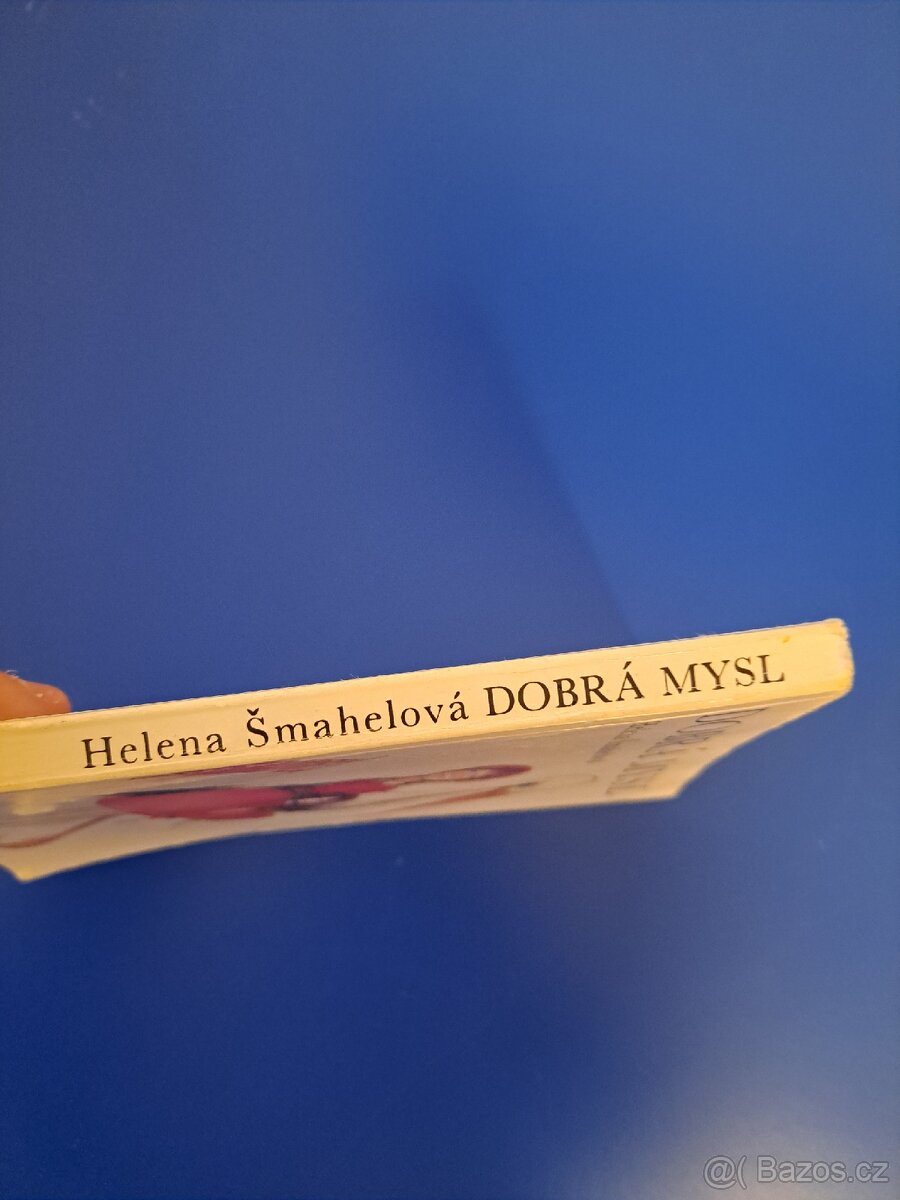 Helena Šmahelová DOBRÁ MYSL
@( Bazos.cz